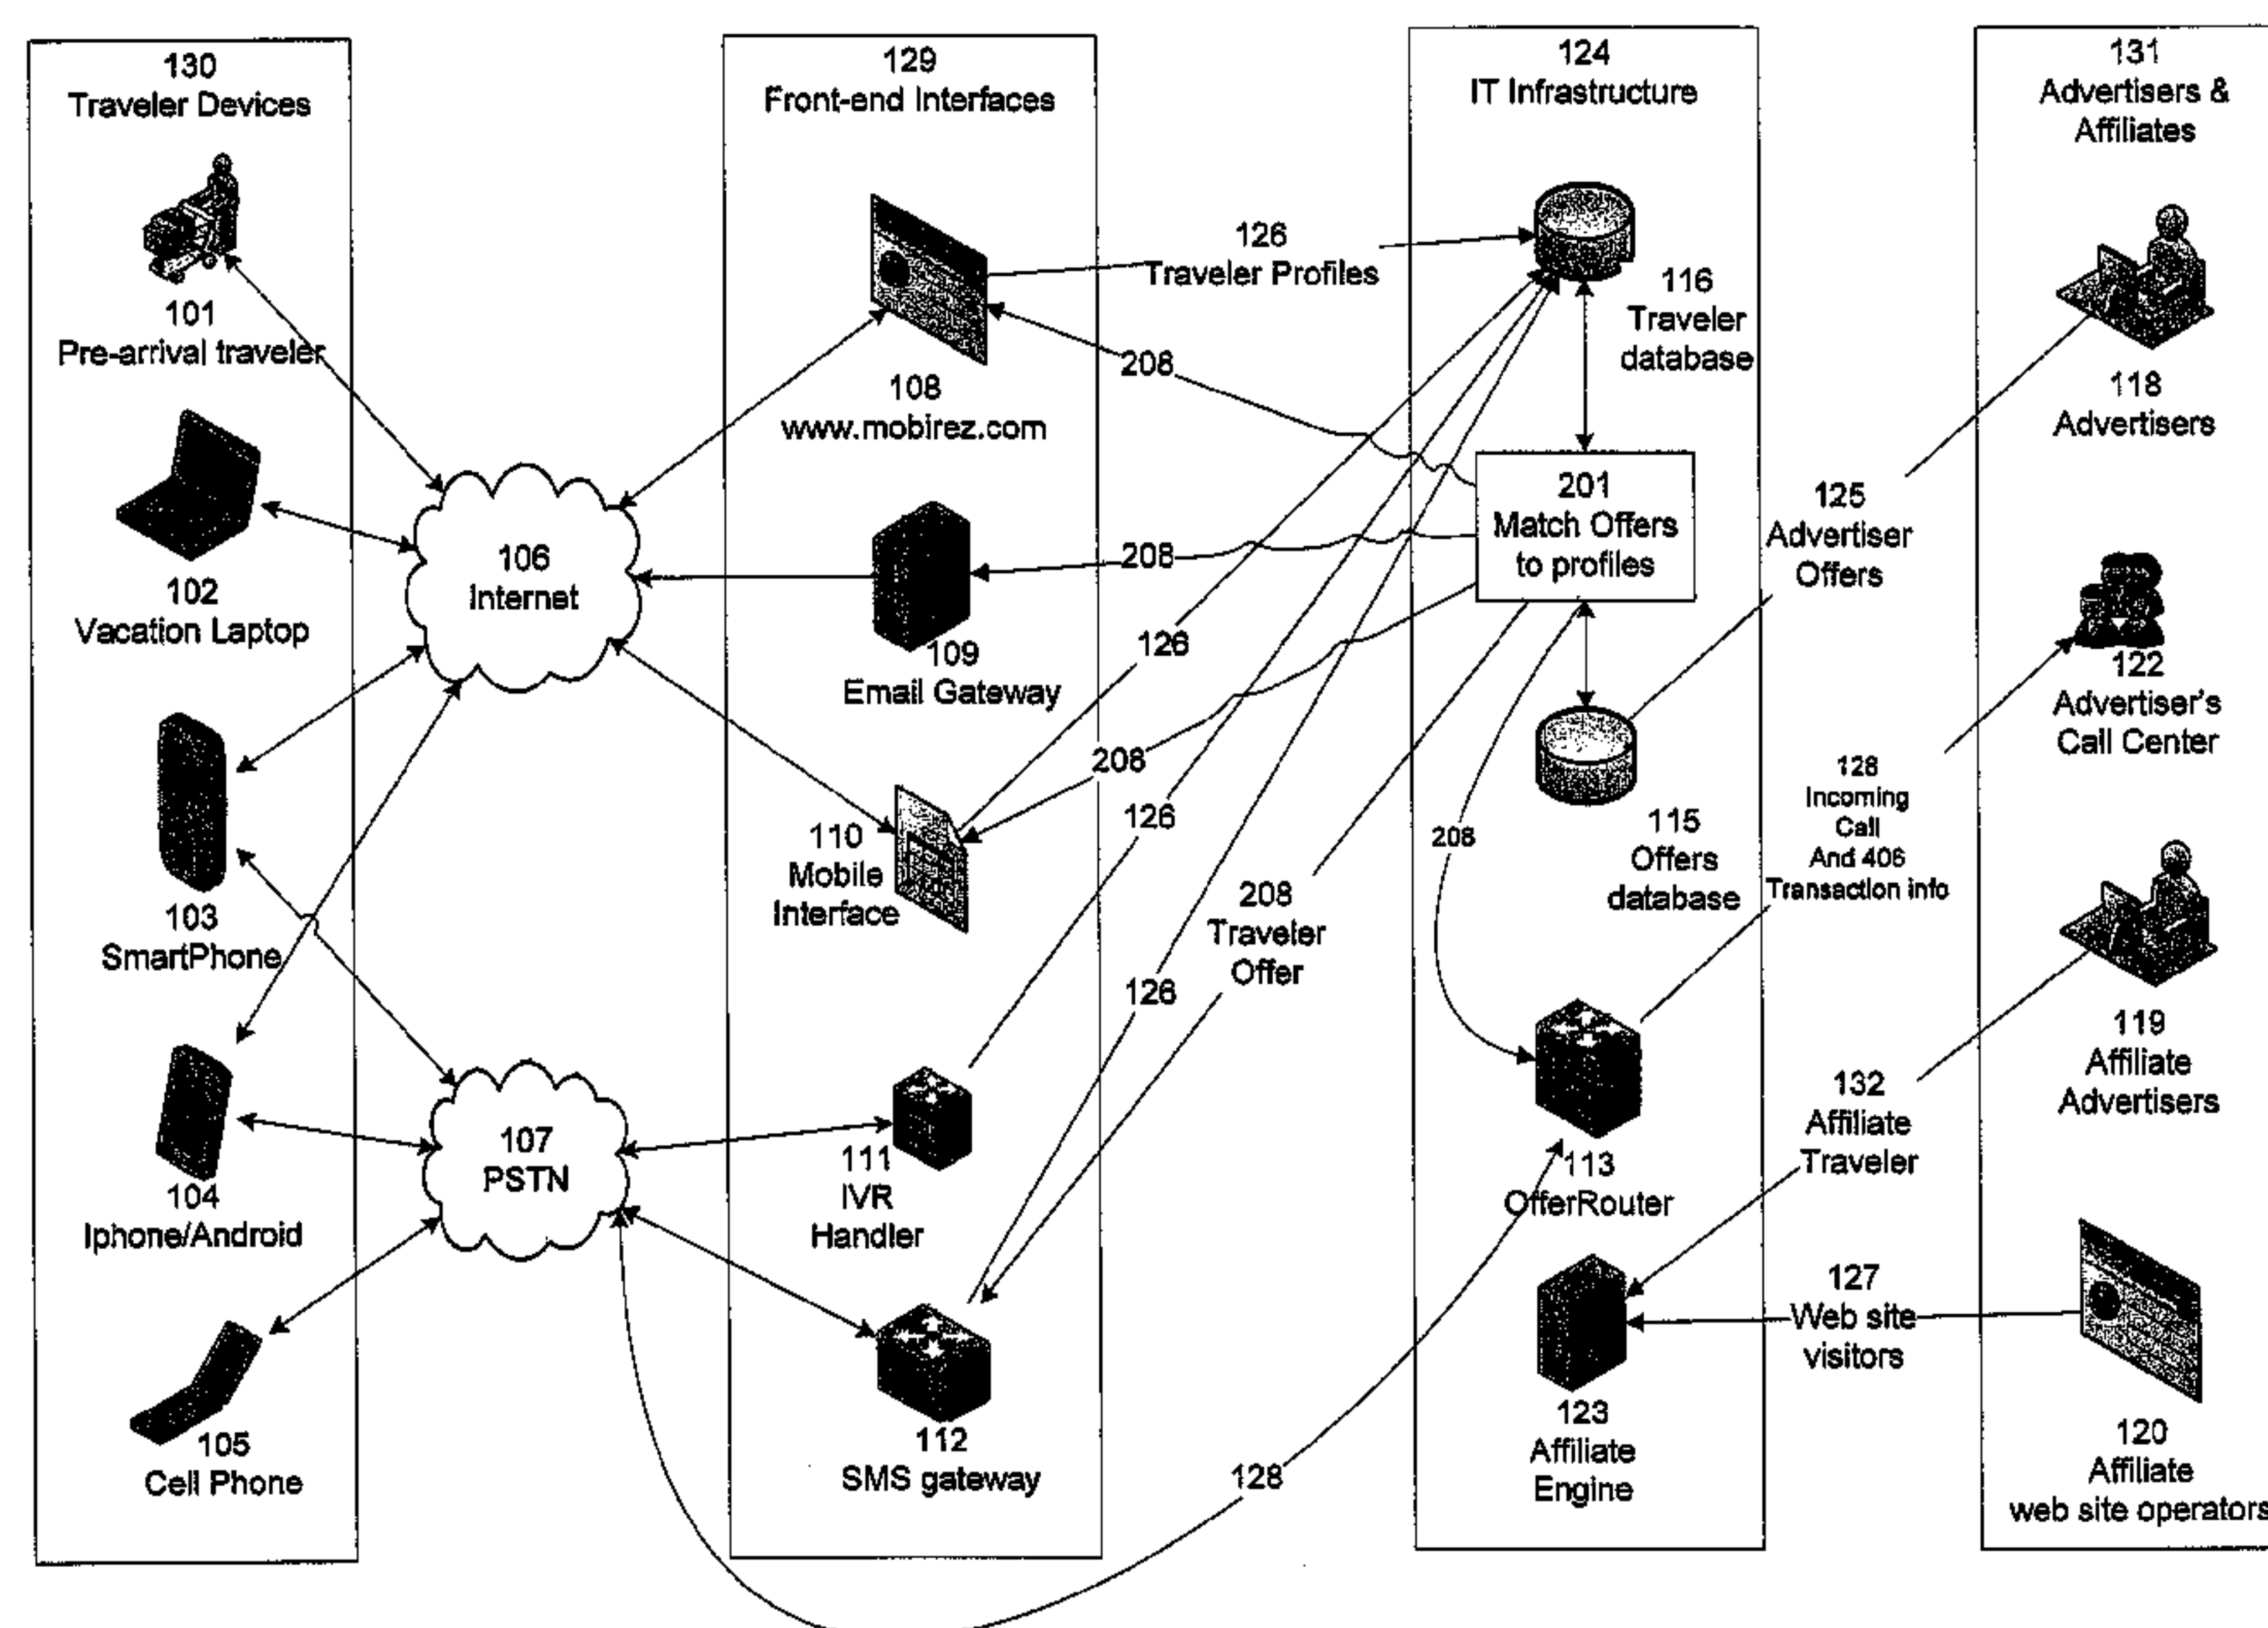 130
Traveler Devices
101
Pre-arrival traveler
102
Vacation Laptop
103
SmartPhone
104
Iphone/Android
105
Cell Phone
106
Internet
107
PSTN
129
Front-end Interfaces
108
www.mobirez.com
109
Email Gateway
110
Mobile
Interface
111
IVR
Handler
112
SMS gateway
126
Traveler Profiles
208
208
126
208
126
126
208
Traveler
Offer
128
124
IT Infrastructure
116
Traveler
database
201
Match Offers
to profiles
115
Offers
database
208
113
OfferRouter
123
Affiliate
Engine
125
Advertiser
Offers
128
Incoming
Call
And 406
Transaction info
132
Affiliate
Traveler
127
Web site
visitors
131
Advertisers &
Affiliates
118
Advertisers
122
Advertiser's
Call Center
119
Affiliate
Advertisers
120
Affiliate
web site operators